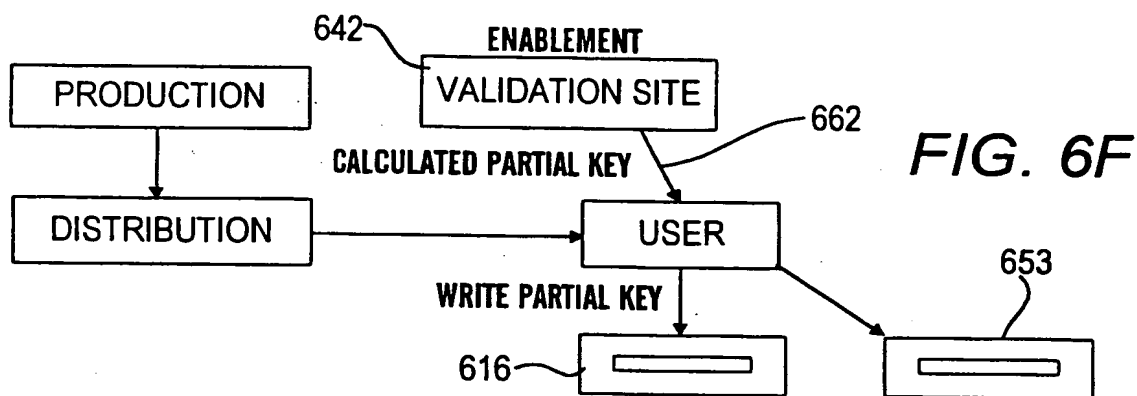 642
ENABLEMENT
PRODUCTION
VALIDATION SITE
662
CALCULATED PARTIAL KEY
FIG. 6F
DISTRIBUTION
USER
653
WRITE PARTIAL KEY
616